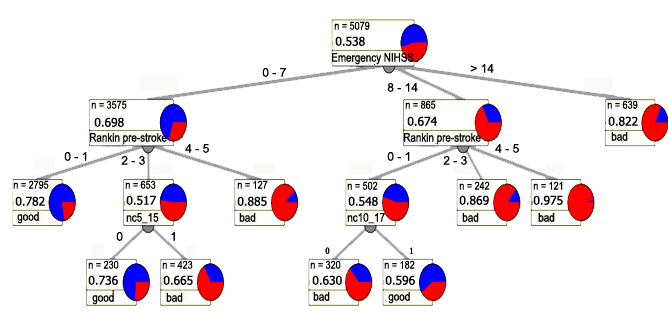 n = 5079
0.538
Emergency NIHSS
0 - 7
8 - 14
> 14
n = 3575
0.698
Rankin pre-stroke
n = 865
0.674
Rankin pre-stroke
n = 639
0.822
bad
0 - 1
2 - 3
4 - 5
0 - 1
2 - 3
4 - 5
n = 2795
0.782
good
n = 653
0.517
nc5_15
n = 127
0.885
bad
n = 502
0.548
nc10_17
n = 242
0.869
bad
n = 121
0.975
bad
0
1
0
1
n = 230
0.736
good
n = 423
0.665
bad
n = 320
0.630
bad
n = 182
0.596
good